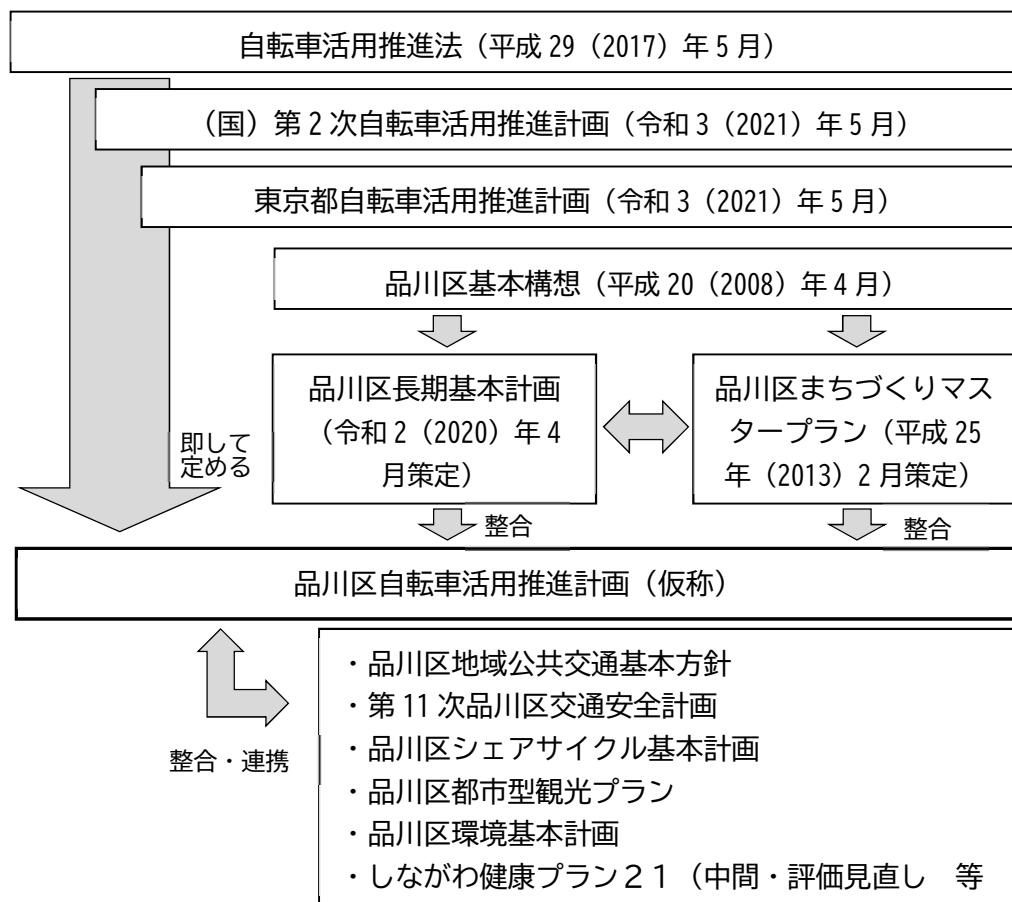 自転車活用推進法（平成 29（2017）年 5 月）
（国）第 2 次自転車活用推進計画（令和 3（2021）年 5 月）
東京都自転車活用推進計画（令和 3（2021）年 5 月）
品川区基本構想（平成 20（2008）年 4 月）
品川区長期基本計画
（令和 2（2020）年 4
月策定）
品川区まちづくりマス
タープラン（平成 25
年（2013）2 月策定）
即して
定める
整合
整合
品川区自転車活用推進計画（仮称）
整合・連携
・品川区地域公共交通基本方針
・第 11 次品川区交通安全計画
・品川区シェアサイクル基本計画
・品川区都市型観光プラン
・品川区環境基本計画
・しながわ健康プラン２１（中間・評価見直し　等